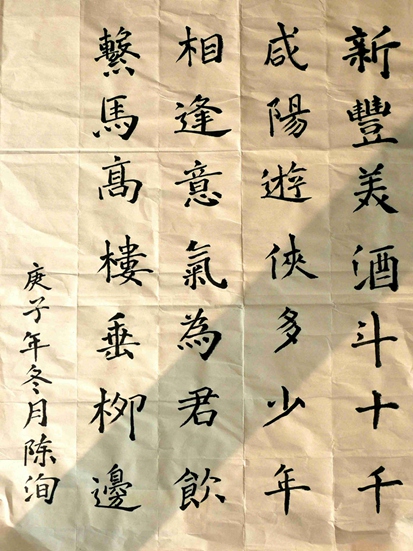 新豐美酒斗十千
咸陽遊俠多少年
相逢意氣為君飲
繫馬高樓垂柳邊
庚子年冬月陈洵